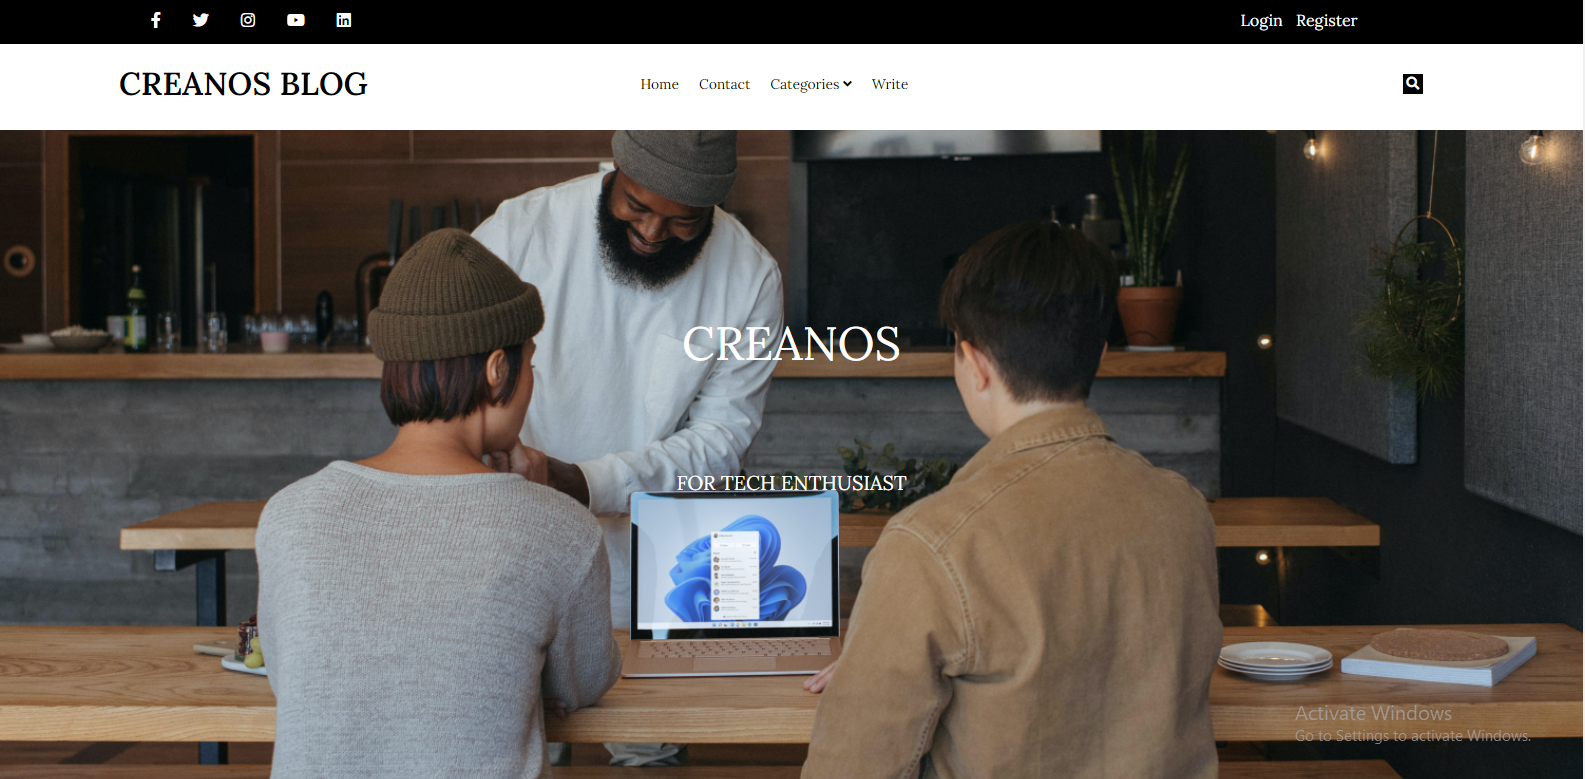 Login Register
CREANOS BLOG
Home Contact Categories Write
CREANOS
FOR TECH ENTHUSIAST
Activate Windows
Go to Settings to activate Windows.